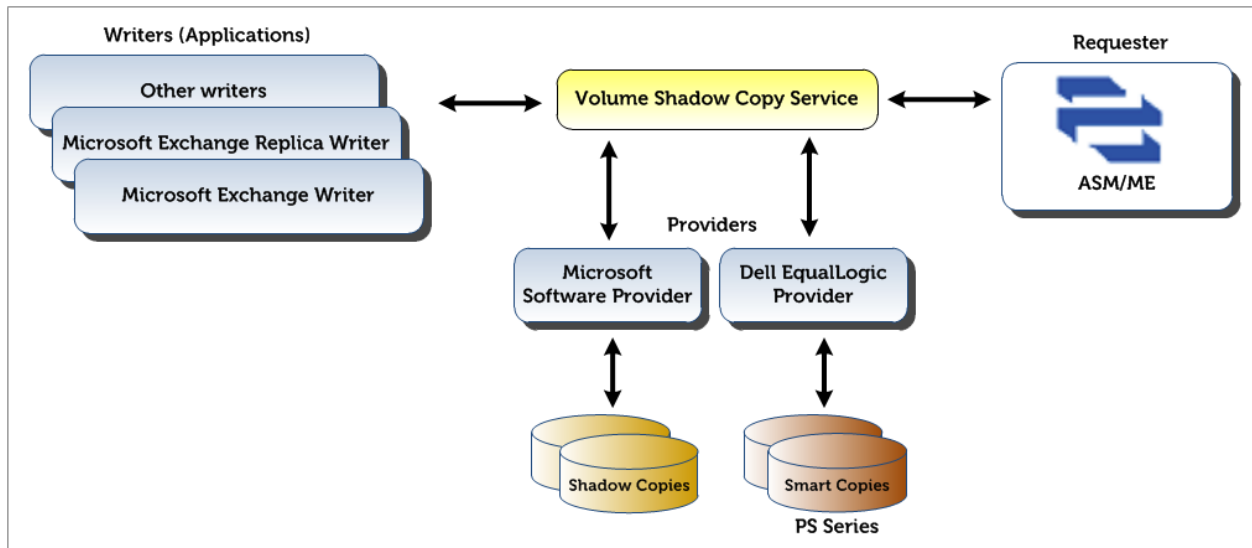 Writers (Applications)
Other writers
Microsoft Exchange Replica Writer
Microsoft Exchange Writer
Volume Shadow Copy Service
Requester
ASM/ME
Providers
Microsoft
Software Provider
Dell EqualLogic
Provider
Shadow Copies
Smart Copies
PS Series